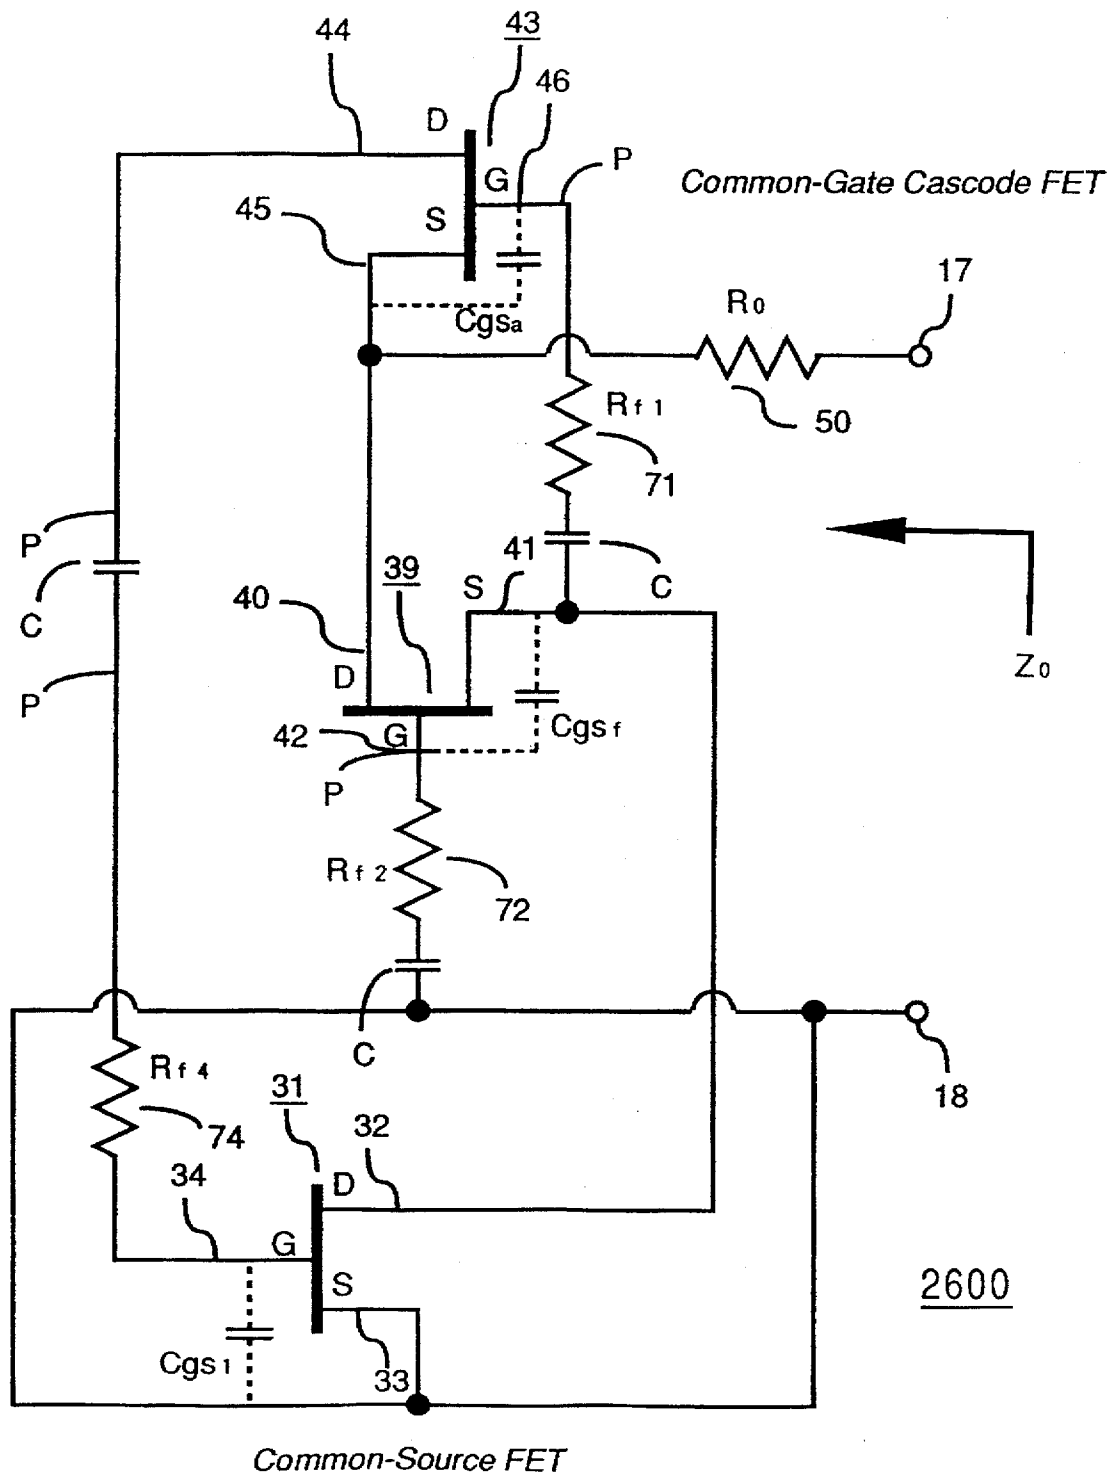 44
43
46
D
G
P
Common-Gate Cascode FET
45
S
17
Cgsa
R0
Rf1
50
71
P
C
41
39
S
C
40
C
Z0
D
P
42
G
Cgsf
P
Rf2
72
C
Rf4
18
31
74
32
34
D
G
S
2600
Cgs1
33
Common-Source FET